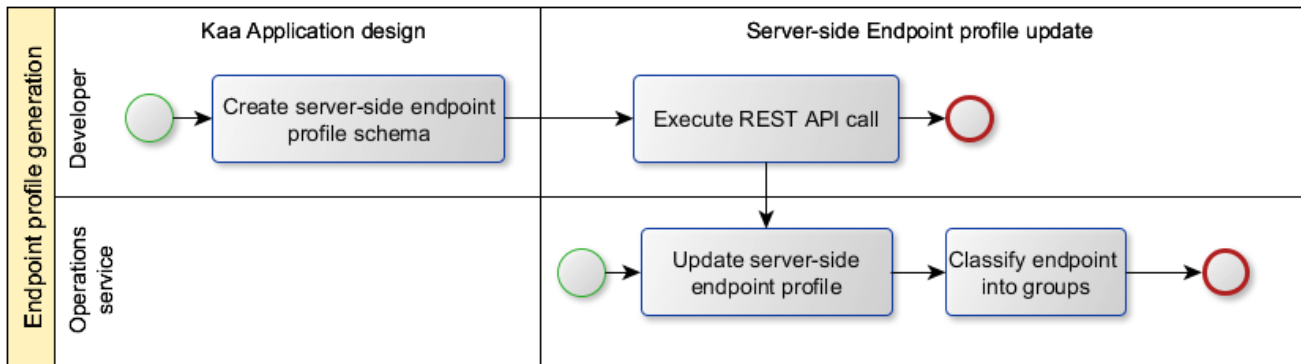 Endpoint profile generation
Kaa Application design
Server-side Endpoint profile update
Developer
Create server-side endpoint
profile schema
Execute REST API call
Operations
service
Update server-side
endpoint profile
Classify endpoint
into groups